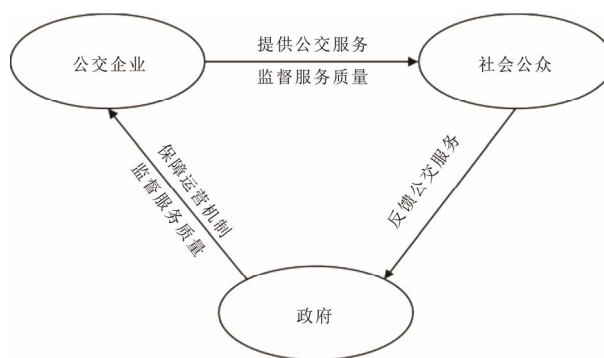 提供公交服务
公交企业
社会公众
监督服务质量
保障运营机制
监督服务质量
反馈公交服务
政府